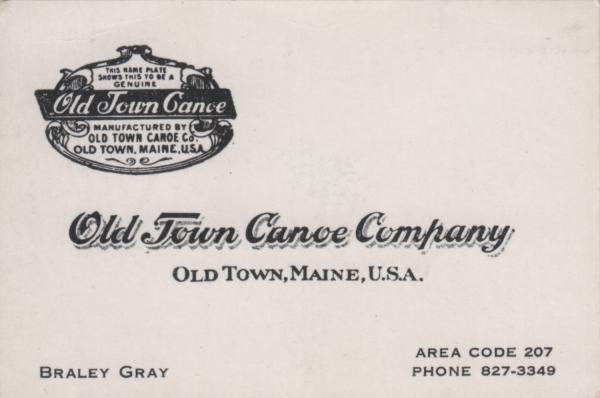 THIS NAME PLATE
SHOWS THIS TO BE A
GENUINE
Old Town Canoe
MANUFACTURED BY
OLD TOWN CANOE Co.
OLD TOWN, MAINE, U.S.A.
Old Town Canoe Company
OLD TOWN, MAINE, U.S.A.
BRALEY GRAY
AREA CODE 207
PHONE 827-3349